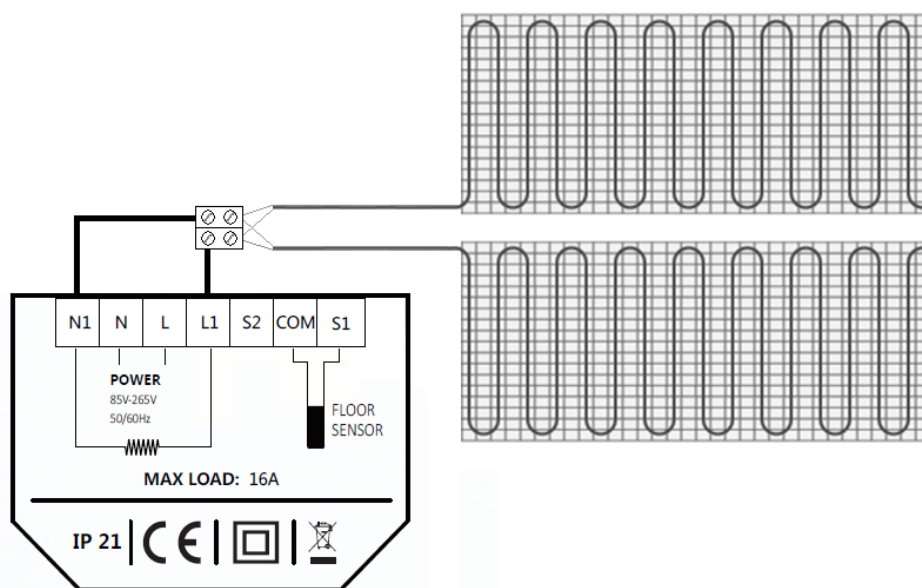 N1 N L L1 S2 COM S1
POWER
85V-265V
50/60Hz
FLOOR
SENSOR
MAX LOAD: 16A
IP 21 CE